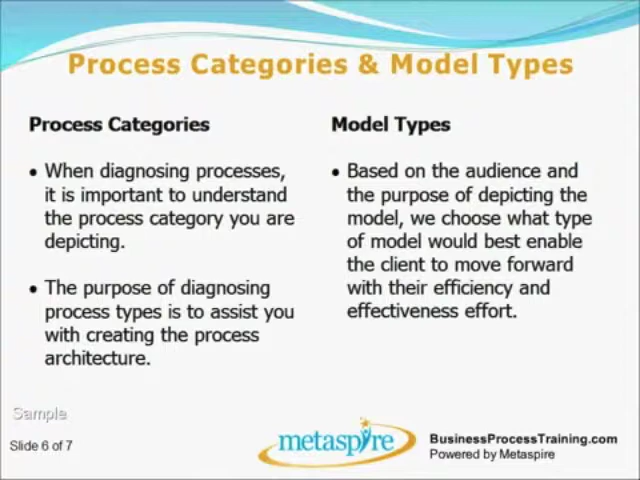 Process Categories & Model Types
Process Categories
• When diagnosing processes,
it is important to understand
the process category you are
depicting.
• The purpose of diagnosing
process types is to assist you
with creating the process
architecture.
Model Types
• Based on the audience and
the purpose of depicting the
model, we choose what type
of model would best enable
the client to move forward
with their efficiency and
effectiveness effort.
Sample
Slide 6 of 7
metaspire
BusinessProcessTraining.com
Powered by Metaspire